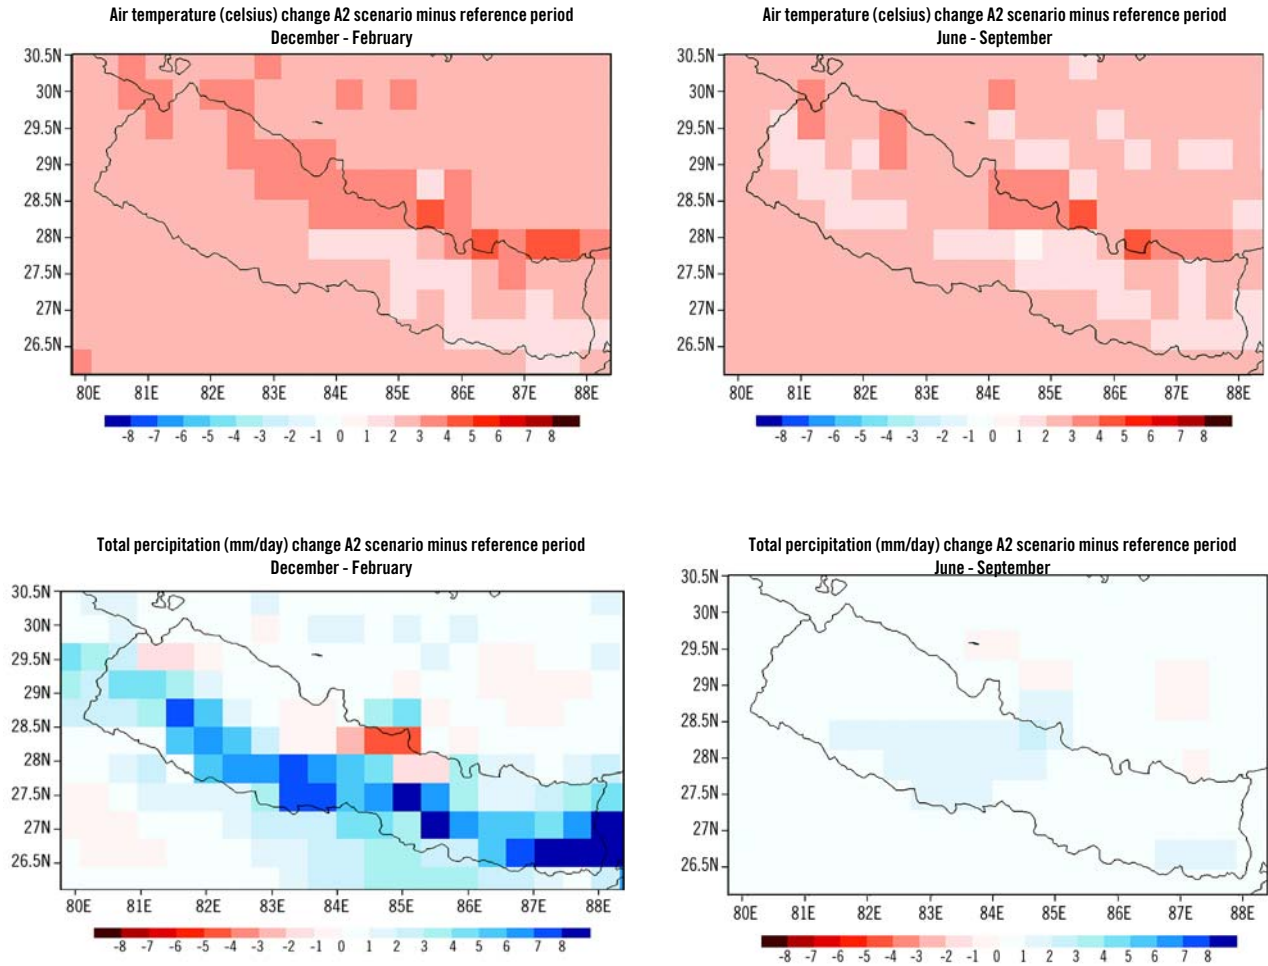 Air temperature (celsius) change A2 scenario minus reference period
December - February
30.5N
30N
29.5N
29N
28.5N
28N
27.5N
27N
26.5N
80E 81E 82E 83E 84E 85E 86E 87E 88E
-8 -7 -6 -5 -4 -3 -2 -1 0 1 2 3 4 5 6 7 8
Air temperature (celsius) change A2 scenario minus reference period
June - September
30.5N
30N
29.5N
29N
28.5N
28N
27.5N
27N
26.5N
80E 81E 82E 83E 84E 85E 86E 87E 88E
-8 -7 -6 -5 -4 -3 -2 -1 0 1 2 3 4 5 6 7 8
Total percipitation (mm/day) change A2 scenario minus reference period
December - February
30.5N
30N
29.5N
29N
28.5N
28N
27.5N
27N
26.5N
80E 81E 82E 83E 84E 85E 86E 87E 88E
-8 -7 -6 -5 -4 -3 -2 -1 0 1 2 3 4 5 6 7 8
Total percipitation (mm/day) change A2 scenario minus reference period
June - September
30.5N
30N
29.5N
29N
28.5N
28N
27.5N
27N
26.5N
80E 81E 82E 83E 84E 85E 86E 87E 88E
-8 -7 -6 -5 -4 -3 -2 -1 0 1 2 3 4 5 6 7 8